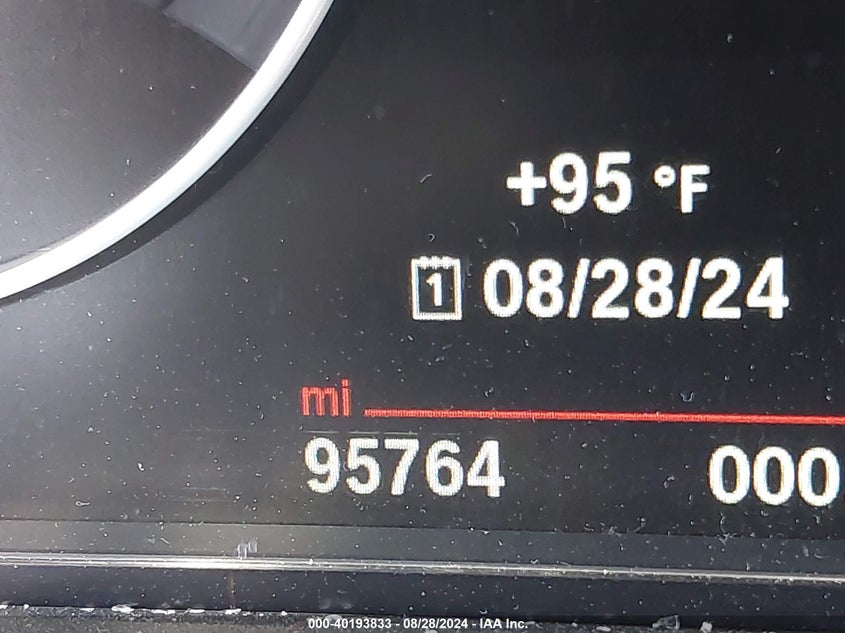 +95 °F
1 08/28/24
mi
95764 000
000-40193833 - 08/28/2024 - IAA Inc.